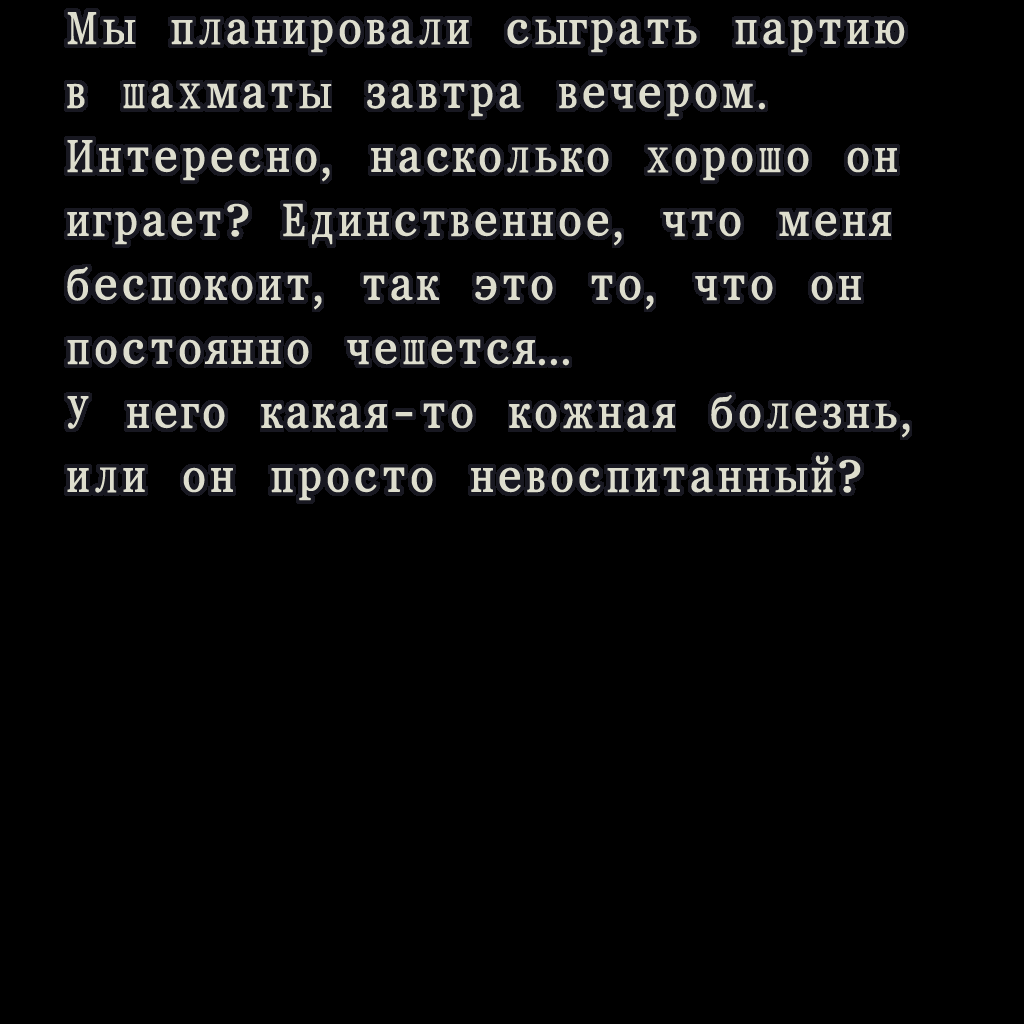 Мы планировали сыграть партию
в шахматы завтра вечером.
Интересно, насколько хорошо он
играет? Единственное, что меня
беспокоит, так это то, что он
постоянно чешется...
У него какая-то кожная болезнь,
или он просто невоспитанный?